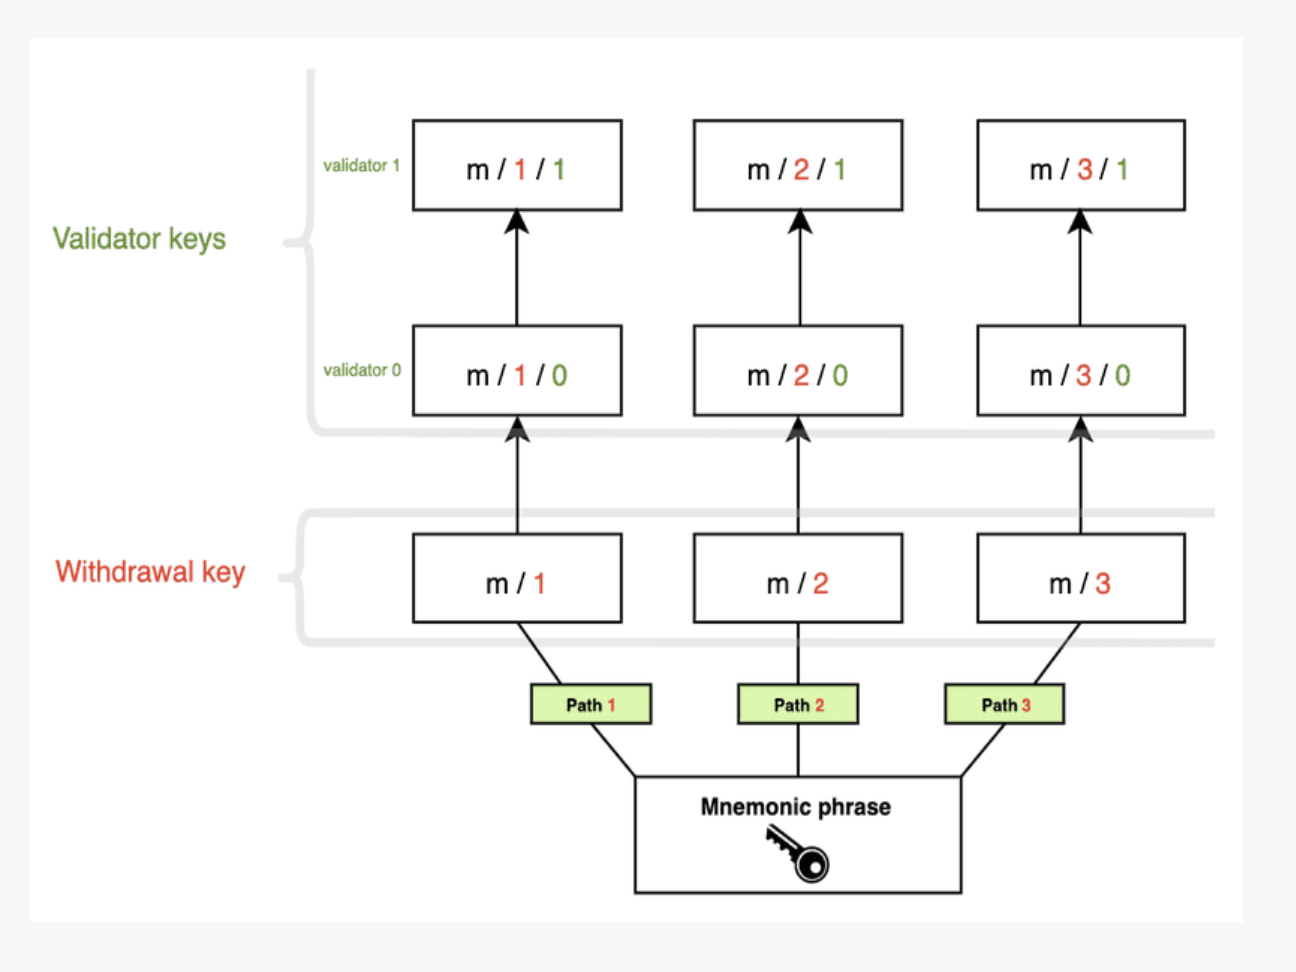 validator 1
m / 1 / 1
m / 2 / 1
m / 3 / 1
Validator keys
validator 0
m / 1 / 0
m / 2 / 0
m / 3 / 0
Withdrawal key
m / 1
m / 2
m / 3
Path 1
Path 2
Path 3
Mnemonic phrase